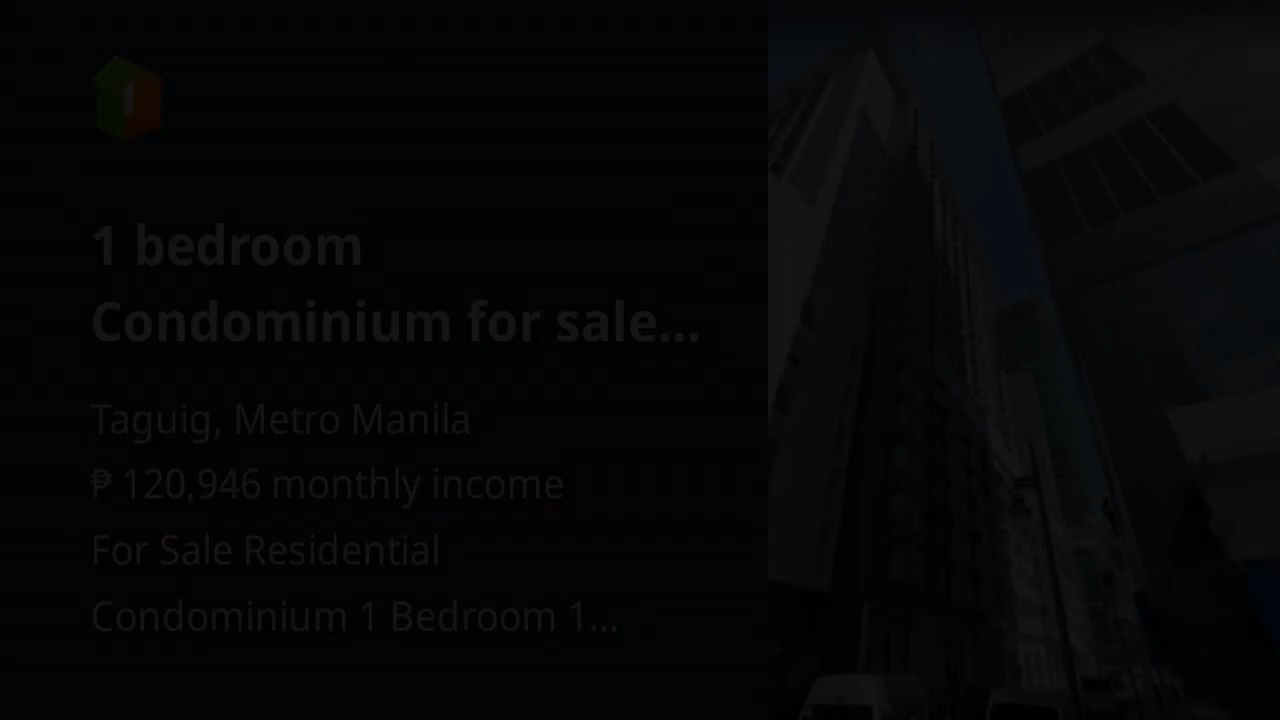 1
1 bedroom
Condominium for sale...
Taguig, Metro Manila
₱ 120,946 monthly income
For Sale Residential
Condominium 1 Bedroom 1...